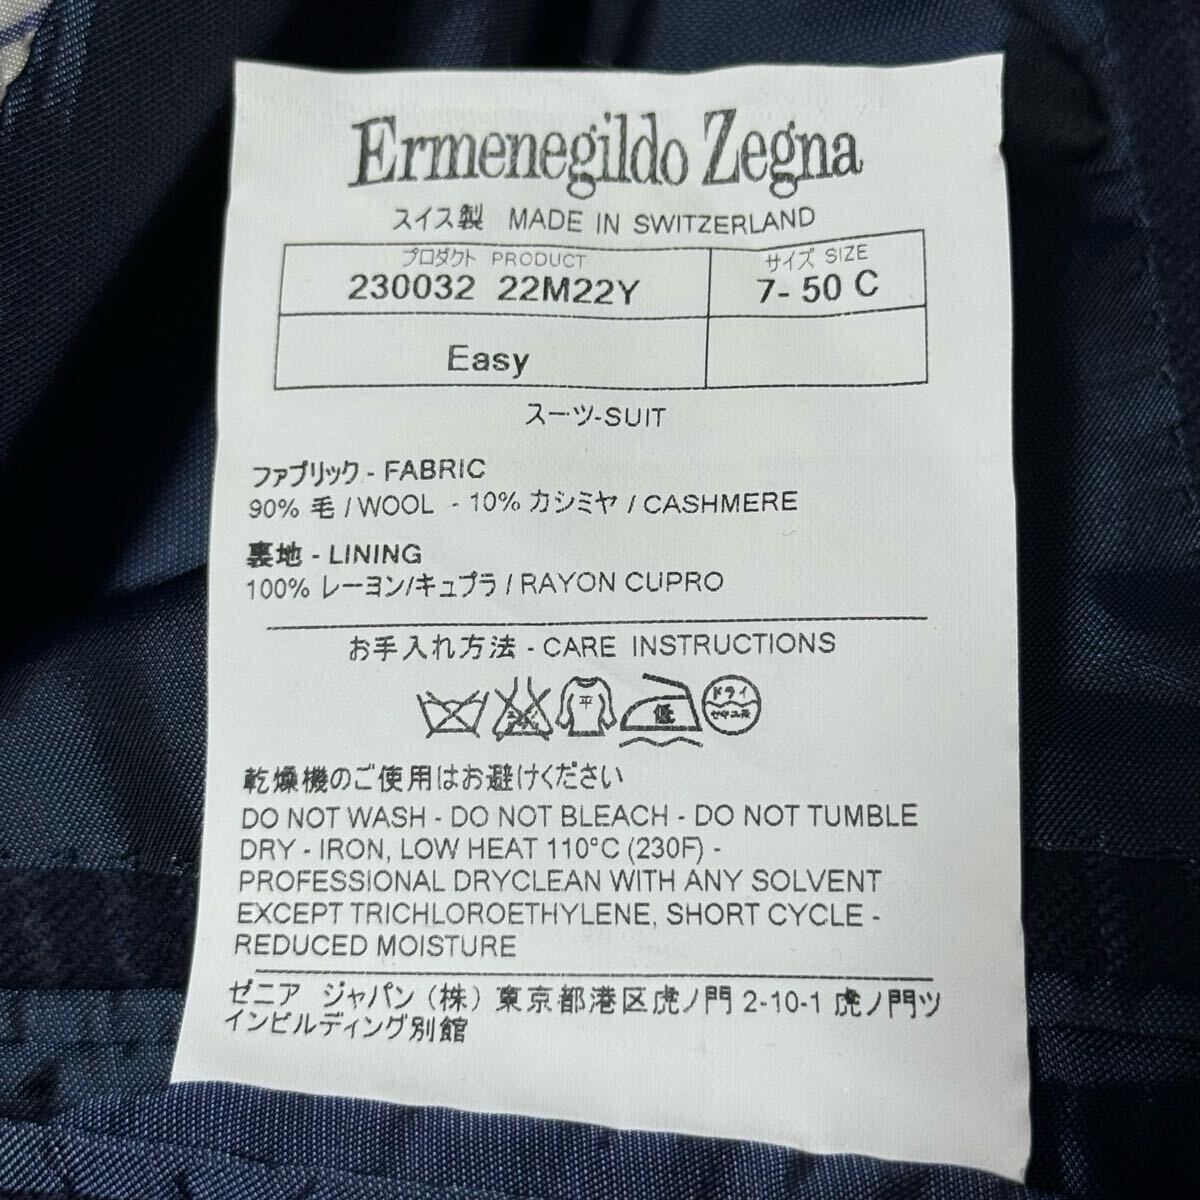 Ermenegildo Zegna
スイス製 MADE IN SWITZERLAND
プロダクト PRODUCT
230032 22M22Y
サイズ SIZE
7- 50 C
Easy
スーツ-SUIT
ファブリック - FABRIC
90% 毛 / WOOL - 10% カシミヤ / CASHMERE
裏地 - LINING
100% レーヨン/キュプラ / RAYON CUPRO
お手入れ方法 - CARE INSTRUCTIONS
平
低
ドライ
セキユ系
乾燥機のご使用はお避けください
DO NOT WASH - DO NOT BLEACH - DO NOT TUMBLE
DRY - IRON, LOW HEAT 110°C (230F) -
PROFESSIONAL DRYCLEAN WITH ANY SOLVENT
EXCEPT TRICHLOROETHYLENE, SHORT CYCLE -
REDUCED MOISTURE
ゼニア ジャパン (株) 東京都港区虎ノ門 2-10-1 虎ノ門ツ
インビルディング別館